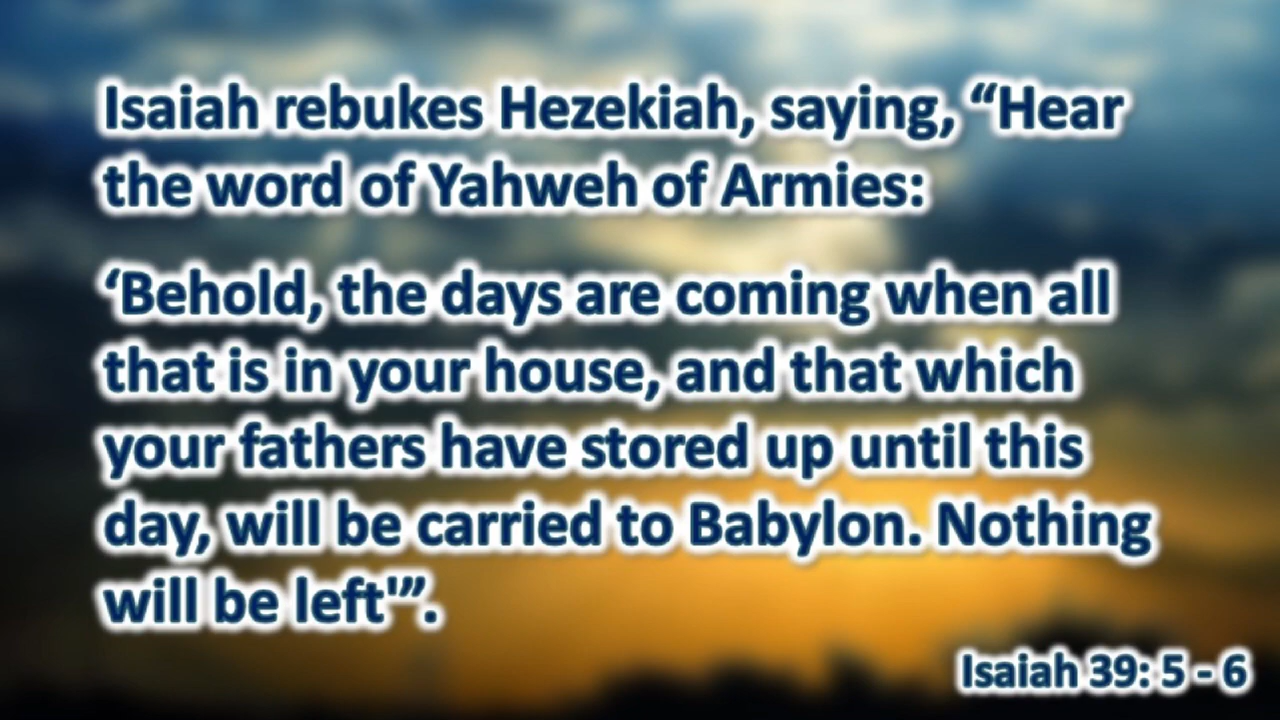 Isaiah rebukes Hezekiah, saying, “Hear
the word of Yahweh of Armies:
‘Behold, the days are coming when all
that is in your house, and that which
your fathers have stored up until this
day, will be carried to Babylon. Nothing
will be left'”.
Isaiah 39: 5 - 6